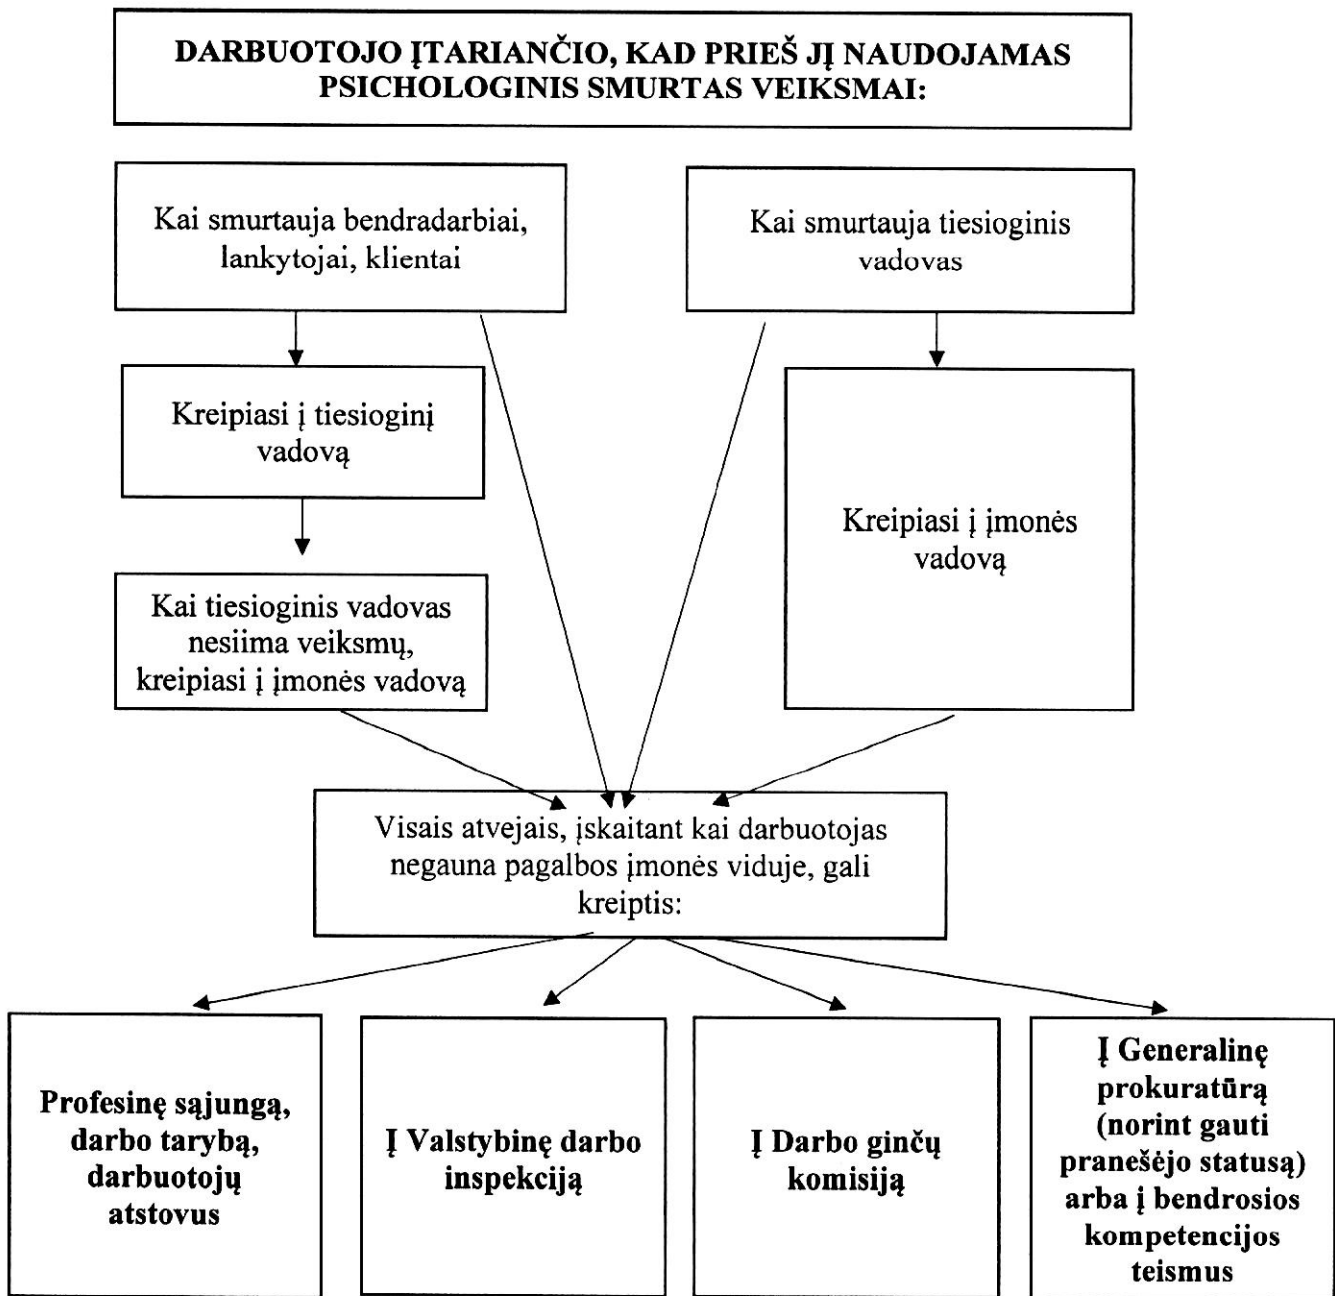 DARBUOTOJO ĮTARIANČIO, KAD PRIEŠ JĮ NAUDOJAMAS
PSICHOLOGINIS SMURTAS VEIKSMAI:
Kai smurtauja bendradarbiai,
lankytojai, klientai
Kai smurtauja tiesioginis
vadovas
Kreipiasi į tiesioginį
vadovą
Kai tiesioginis vadovas
nesiima veiksmų,
kreipiasi į įmonės vadovą
Kreipiasi į įmonės
vadovą
Visais atvejais, įskaitant kai darbuotojas
negauna pagalbos įmonės viduje, gali
kreiptis:
Profesinę sąjungą,
darbo tarybą,
darbuotojų
atstovus
Į Valstybinę darbo
inspekciją
Į Darbo ginčų
komisiją
Į Generalinę
prokuratūrą
(norint gauti
pranešėjo statusą)
arba į bendrosios
kompetencijos
teismus